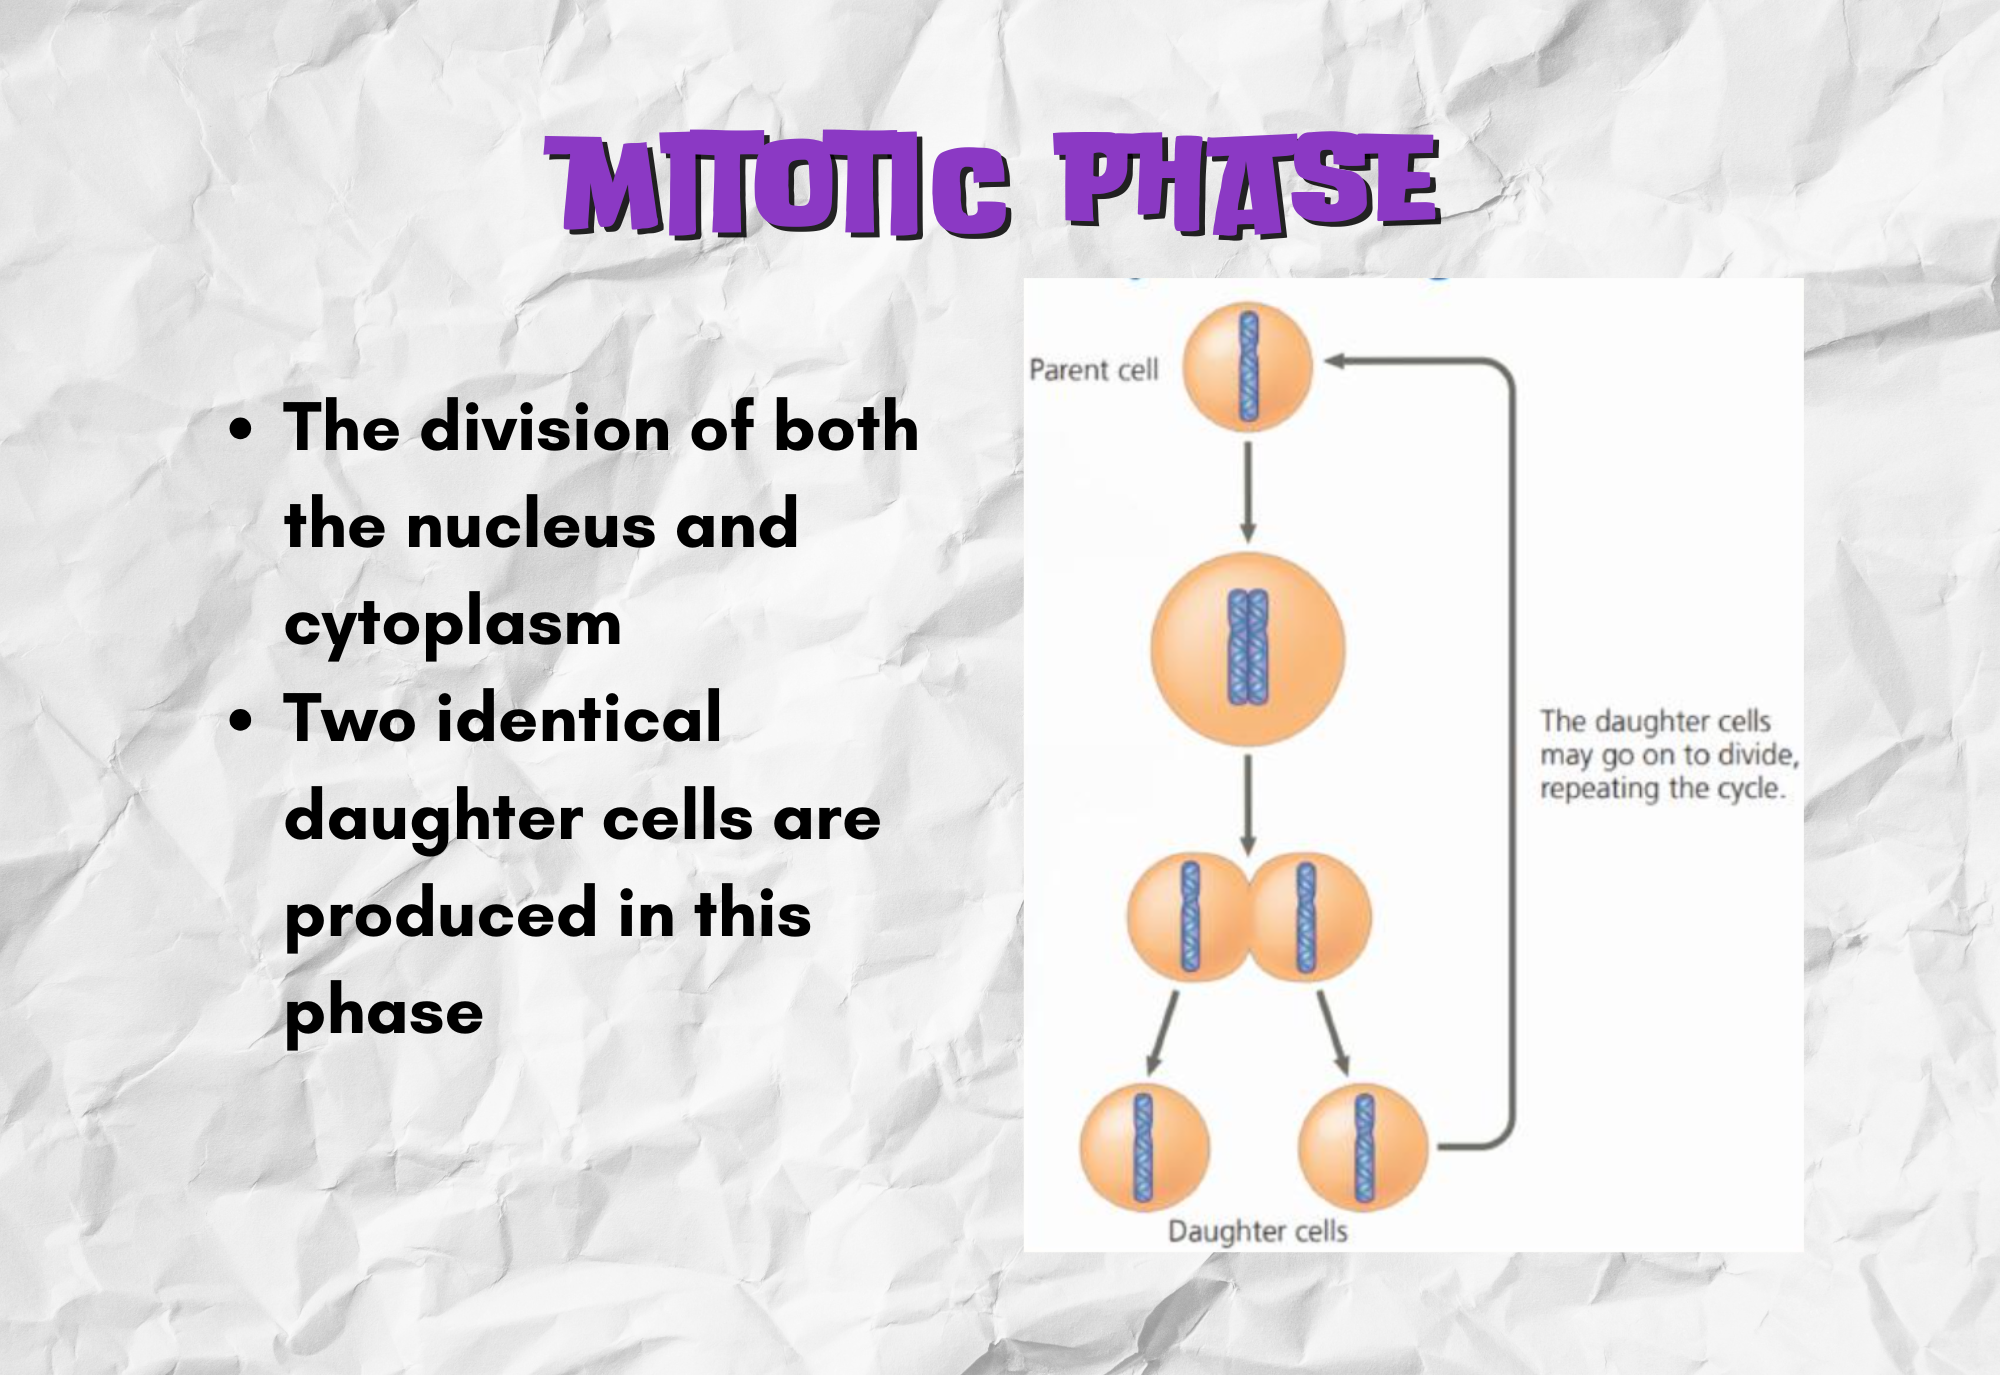 MITOTIC PHASE
• The division of both
the nucleus and
cytoplasm
• Two identical
daughter cells are
produced in this
phase
Parent cell
The daughter cells
may go on to divide,
repeating the cycle.
Daughter cells